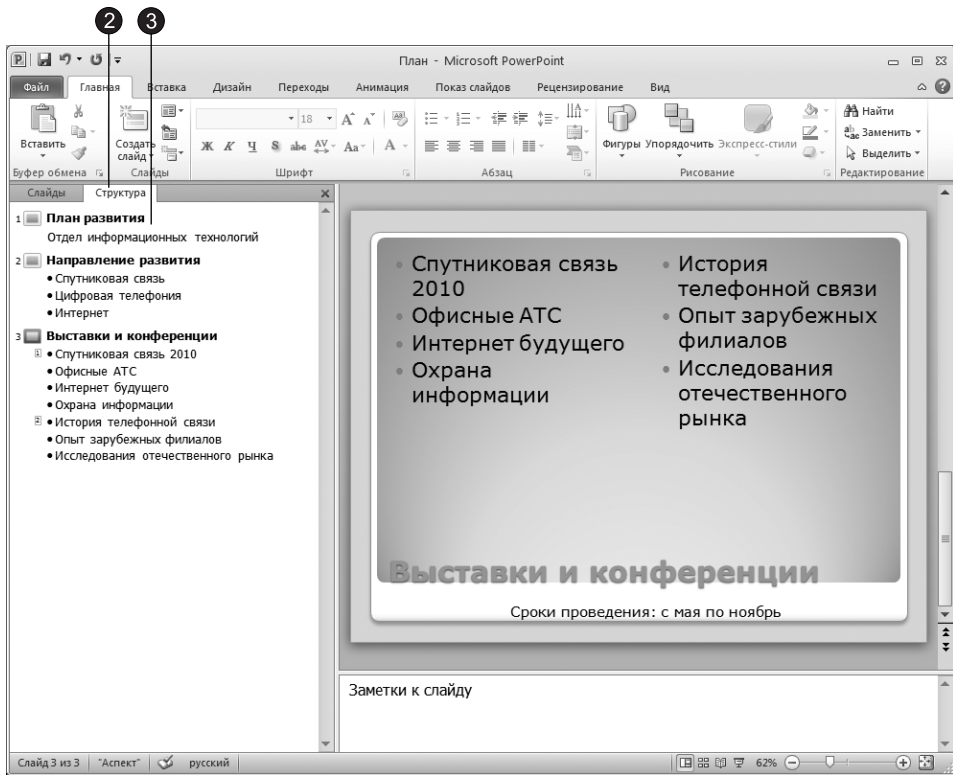 2 3
План - Microsoft PowerPoint
Файл Главная Вставка Дизайн Переходы Анимация Показ слайдов Рецензирование Вид
Вставить
Создать слайд
18
Ж К Ч S abc AV Aa A
Фигуры Упорядочить Экспресс-стили
Найти
Заменить
Выделить
Буфер обмена Слайды Шрифт Абзац Рисование Редактирование
Слайды Структура
1 План развития
Отдел информационных технологий
2 Направление развития
• Спутниковая связь
• Цифровая телефония
• Интернет
3 Выставки и конференции
1 • Спутниковая связь 2010
• Офисные АТС
• Интернет будущего
• Охрана информации
2 • История телефонной связи
• Опыт зарубежных филиалов
• Исследования отечественного рынка
• Спутниковая связь
2010
• Офисные АТС
• Интернет будущего
• Охрана
информации
• История
телефонной связи
• Опыт зарубежных
филиалов
• Исследования
отечественного
рынка
Выставки и конференции
Сроки проведения: с мая по ноябрь
Заметки к слайду
Слайд 3 из 3 "Аспект" русский 62%